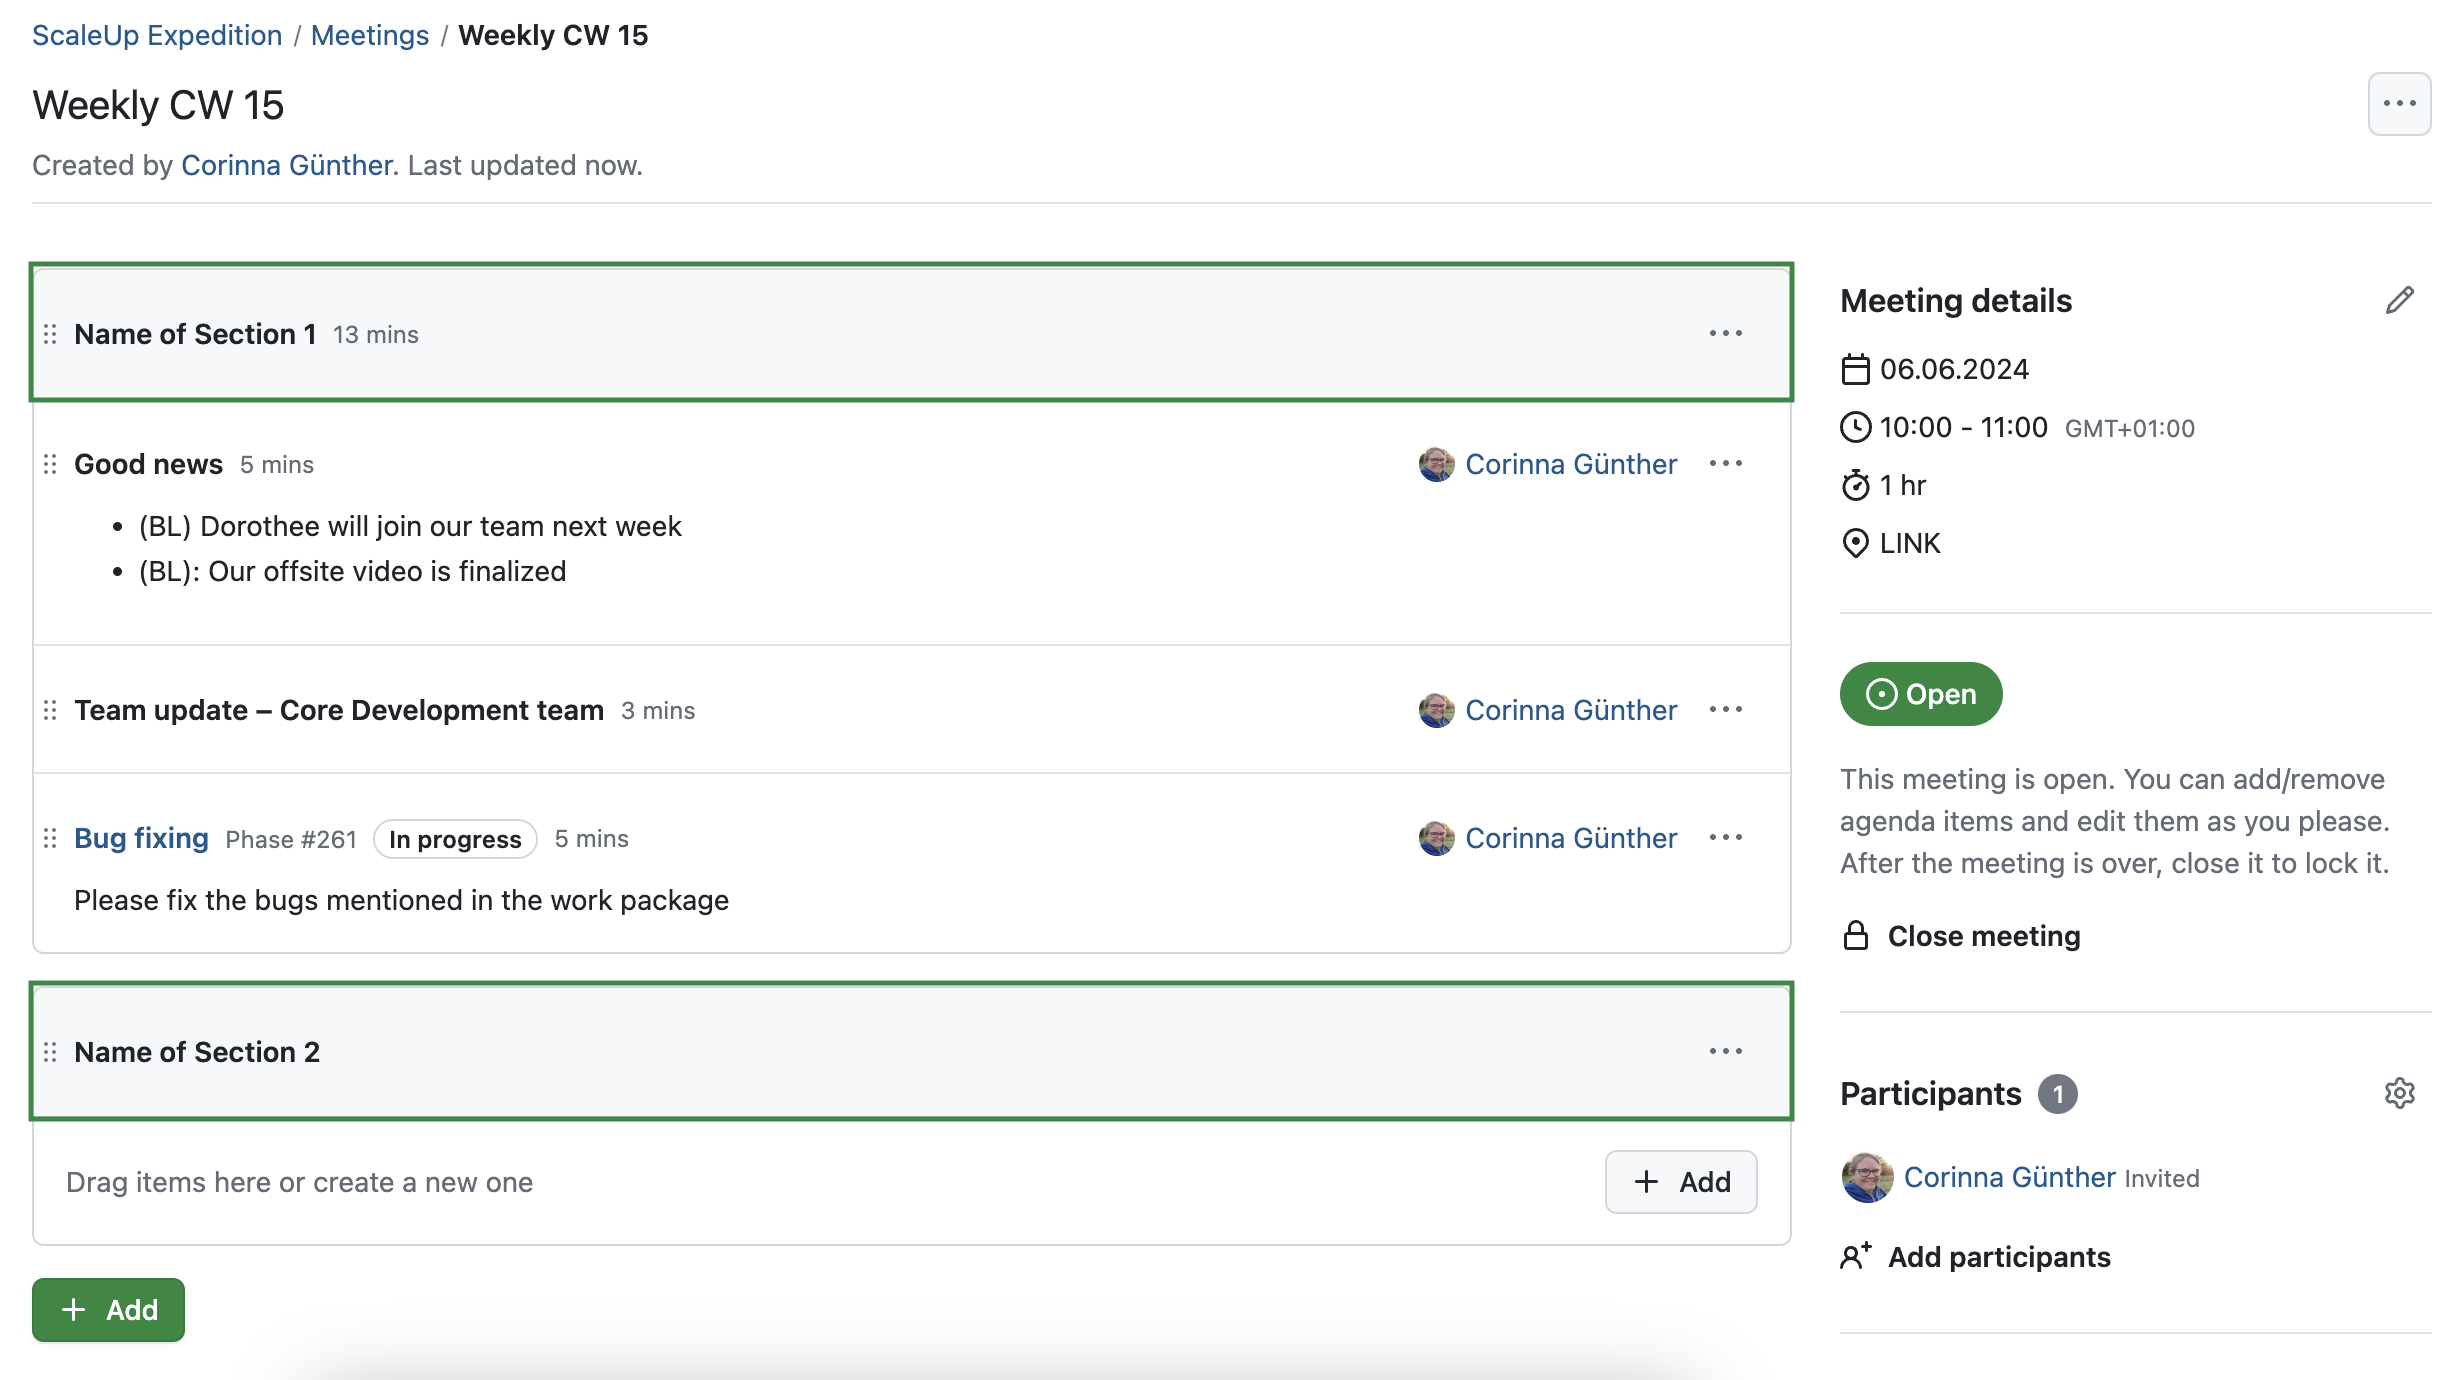 ScaleUp Expedition / Meetings / Weekly CW 15
Weekly CW 15
Created by Corinna Günther. Last updated now.
Name of Section 1 13 mins
Good news 5 mins Corinna Günther
• (BL) Dorothee will join our team next week
• (BL): Our offsite video is finalized
Team update – Core Development team 3 mins Corinna Günther
Bug fixing Phase #261 In progress 5 mins Corinna Günther
Please fix the bugs mentioned in the work package
Name of Section 2
Drag items here or create a new one
+ Add
+ Add
Meeting details
06.06.2024
10:00 - 11:00 GMT+01:00
1 hr
LINK
Open
This meeting is open. You can add/remove
agenda items and edit them as you please.
After the meeting is over, close it to lock it.
Close meeting
Participants 1
Corinna Günther Invited
Add participants